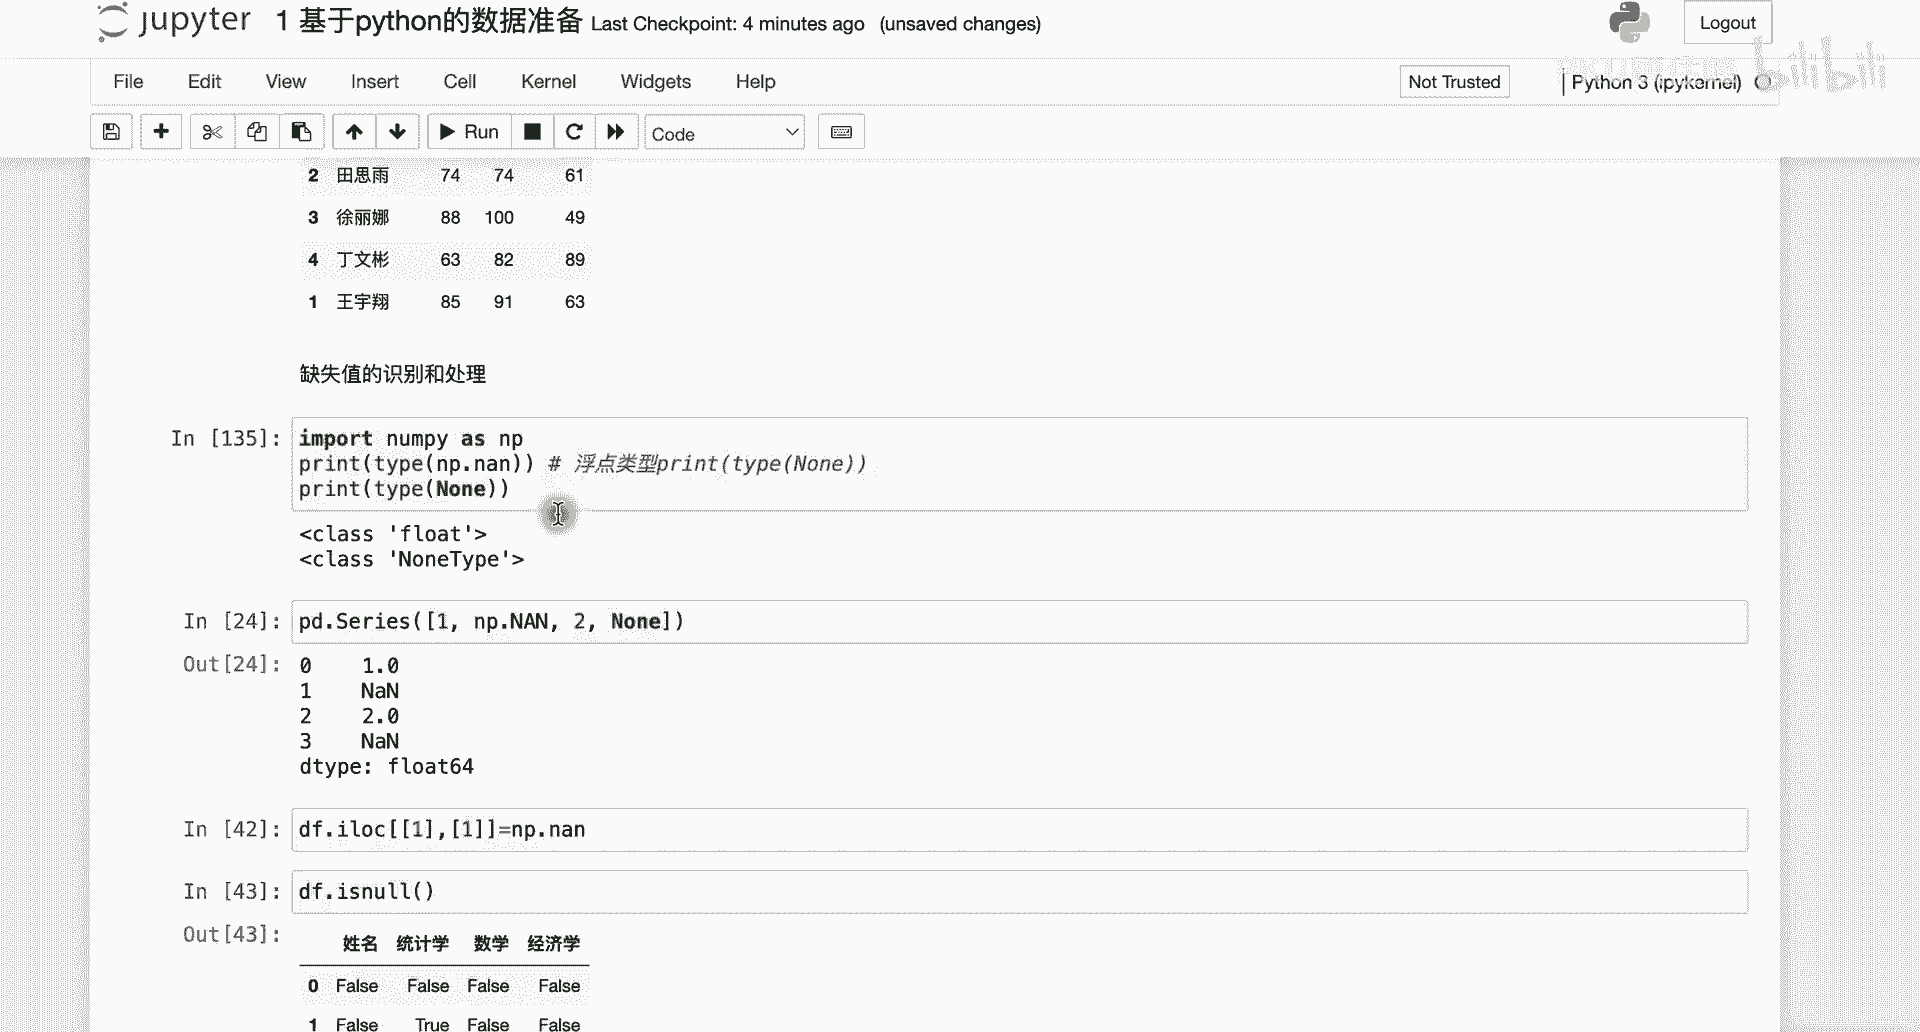 jupyter 1 基于python的数据准备 Last Checkpoint: 4 minutes ago (unsaved changes)
Logout
File Edit View Insert Cell Kernel Widgets Help
Not Trusted
Python 3 (ipykernel)
bilibili
Run
Code
2 田思雨 74 74 61
3 徐丽娜 88 100 49
4 丁文彬 63 82 89
1 王宇翔 85 91 63
缺失值的识别和处理
In [135]: import numpy as np
print(type(np.nan)) # 浮点类型print(type(None))
print(type(None))
<class 'float'>
<class 'NoneType'>
In [24]: pd.Series([1, np.NAN, 2, None])
Out[24]: 0 1.0
1 NaN
2 2.0
3 NaN
dtype: float64
In [42]: df.iloc[[1],[1]]=np.nan
In [43]: df.isnull()
Out[43]:
姓名 统计学 数学 经济学
0 False False False False
1 False True False False